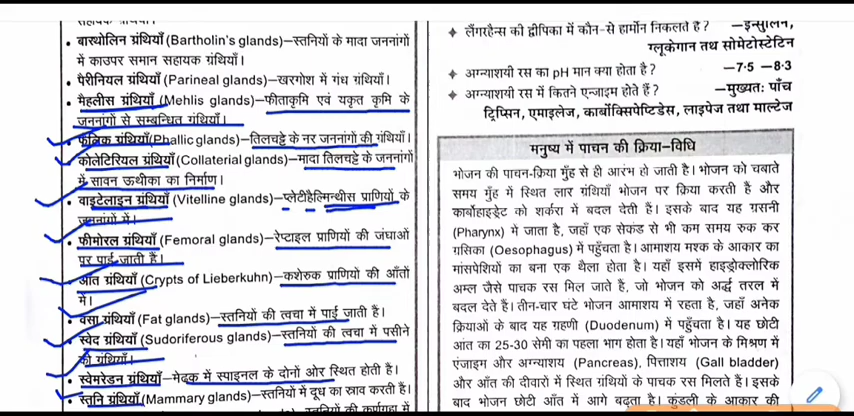 • बारथोलिन ग्रंथियाँ (Bartholin's glands)–स्तनियों के मादा जननांगों
में काउपर समान सहायक ग्रंथियाँ।
• पेरीनियल ग्रंथियाँ (Parineal glands)–खरगोश में गंध ग्रंथियाँ।
• मैहलीस ग्रंथियाँ (Mehlis glands)–फीताकृमि एवं यकृत कृमि के
जननांगों से सम्बन्धित ग्रंथियाँ।
फैलिक ग्रंथियाँ(Phallic glands)–तिलचट्टे के नर जननांगों की ग्रंथियाँ।
कोलेटिरियल ग्रंथियाँ (Collaterial glands)–मादा तिलचट्टे के जननांगों
में सावन ऊथीका का निर्माण।
• वाइटेलाइन ग्रंथियाँ (Vitelline glands)–प्लेटीहैल्मिन्थीस प्राणियों के
जननांगों में।
• फीमोरल ग्रंथियाँ (Femoral glands)–रेप्टाइल प्राणियों की जंघाओं
पर पाई जाती हैं।
आंत ग्रंथियाँ (Crypts of Lieberkuhn)–कशेरुक प्राणियों की आँतों
में।
• वसा ग्रंथियाँ (Fat glands)–स्तनियों की त्वचा में पाई जाती हैं।
• स्वेद ग्रंथियाँ (Sudoriferous glands)–स्तनियों की त्वचा में पसीने
की ग्रंथियाँ।
• स्वेमरेडन ग्रंथियाँ–मेढ़क में स्पाइनल के दोनों ओर स्थित होती है।
• स्तनि ग्रंथियाँ (Mammary glands)–स्तनियों में दूध का स्राव करती हैं।
लैंगरहैन्स की द्वीपिका में कौन-से हार्मोन निकलते हैं ? –इन्सुलिन,
ग्लूकेगान तथ सोमेटोस्टेटिन
अग्न्याशयी रस का pH मान क्या होता है ? –7·5 –8·3
अग्न्याशयी रस में कितने एन्जाइम होते हैं ? –मुख्यतः पाँच
ट्रिप्सिन, एमाइलेज, कार्बोक्सिपेप्टिडेस, लाइपेज तथा माल्टेज
मनुष्य में पाचन की क्रिया–विधि
भोजन की पाचन-क्रिया मुँह से ही आरंभ हो जाती है। भोजन को चबाते
समय मुँह में स्थित लार ग्रंथियाँ भोजन पर क्रिया करती हैं और
कार्बोहाइड्रेट को शर्करा में बदल देती हैं। इसके बाद यह ग्रसनी
(Pharynx) में जाता है, जहाँ एक सेकंड से भी कम समय रुक कर
ग्रसिका (Oesophagus) में पहुँचता है। आमाशय मश्क के आकार का
मांसपेशियों का बना एक थैला होता है। यहाँ इसमें हाइड्रोक्लोरिक
अम्ल जैसे पाचक रस मिल जाते हैं, जो भोजन को अर्द्ध तरल में
बदल देते हैं। तीन-चार घंटे भोजन आमाशय में रहता है, जहाँ अनेक
क्रियाओं के बाद यह ग्रहणी (Duodenum) में पहुँचता है। यह छोटी
आंत का 25-30 सेमी का पहला भाग होता है। यहाँ भोजन के मिश्रण में
एंजाइम और अग्न्याशय (Pancreas), पित्ताशय (Gall bladder)
और आँत की दीवारों में स्थित ग्रंथियों के पाचक रस मिलते हैं। इसके
बाद भोजन छोटी आँत में आगे बढ़ता है। कुंडली के आकार की